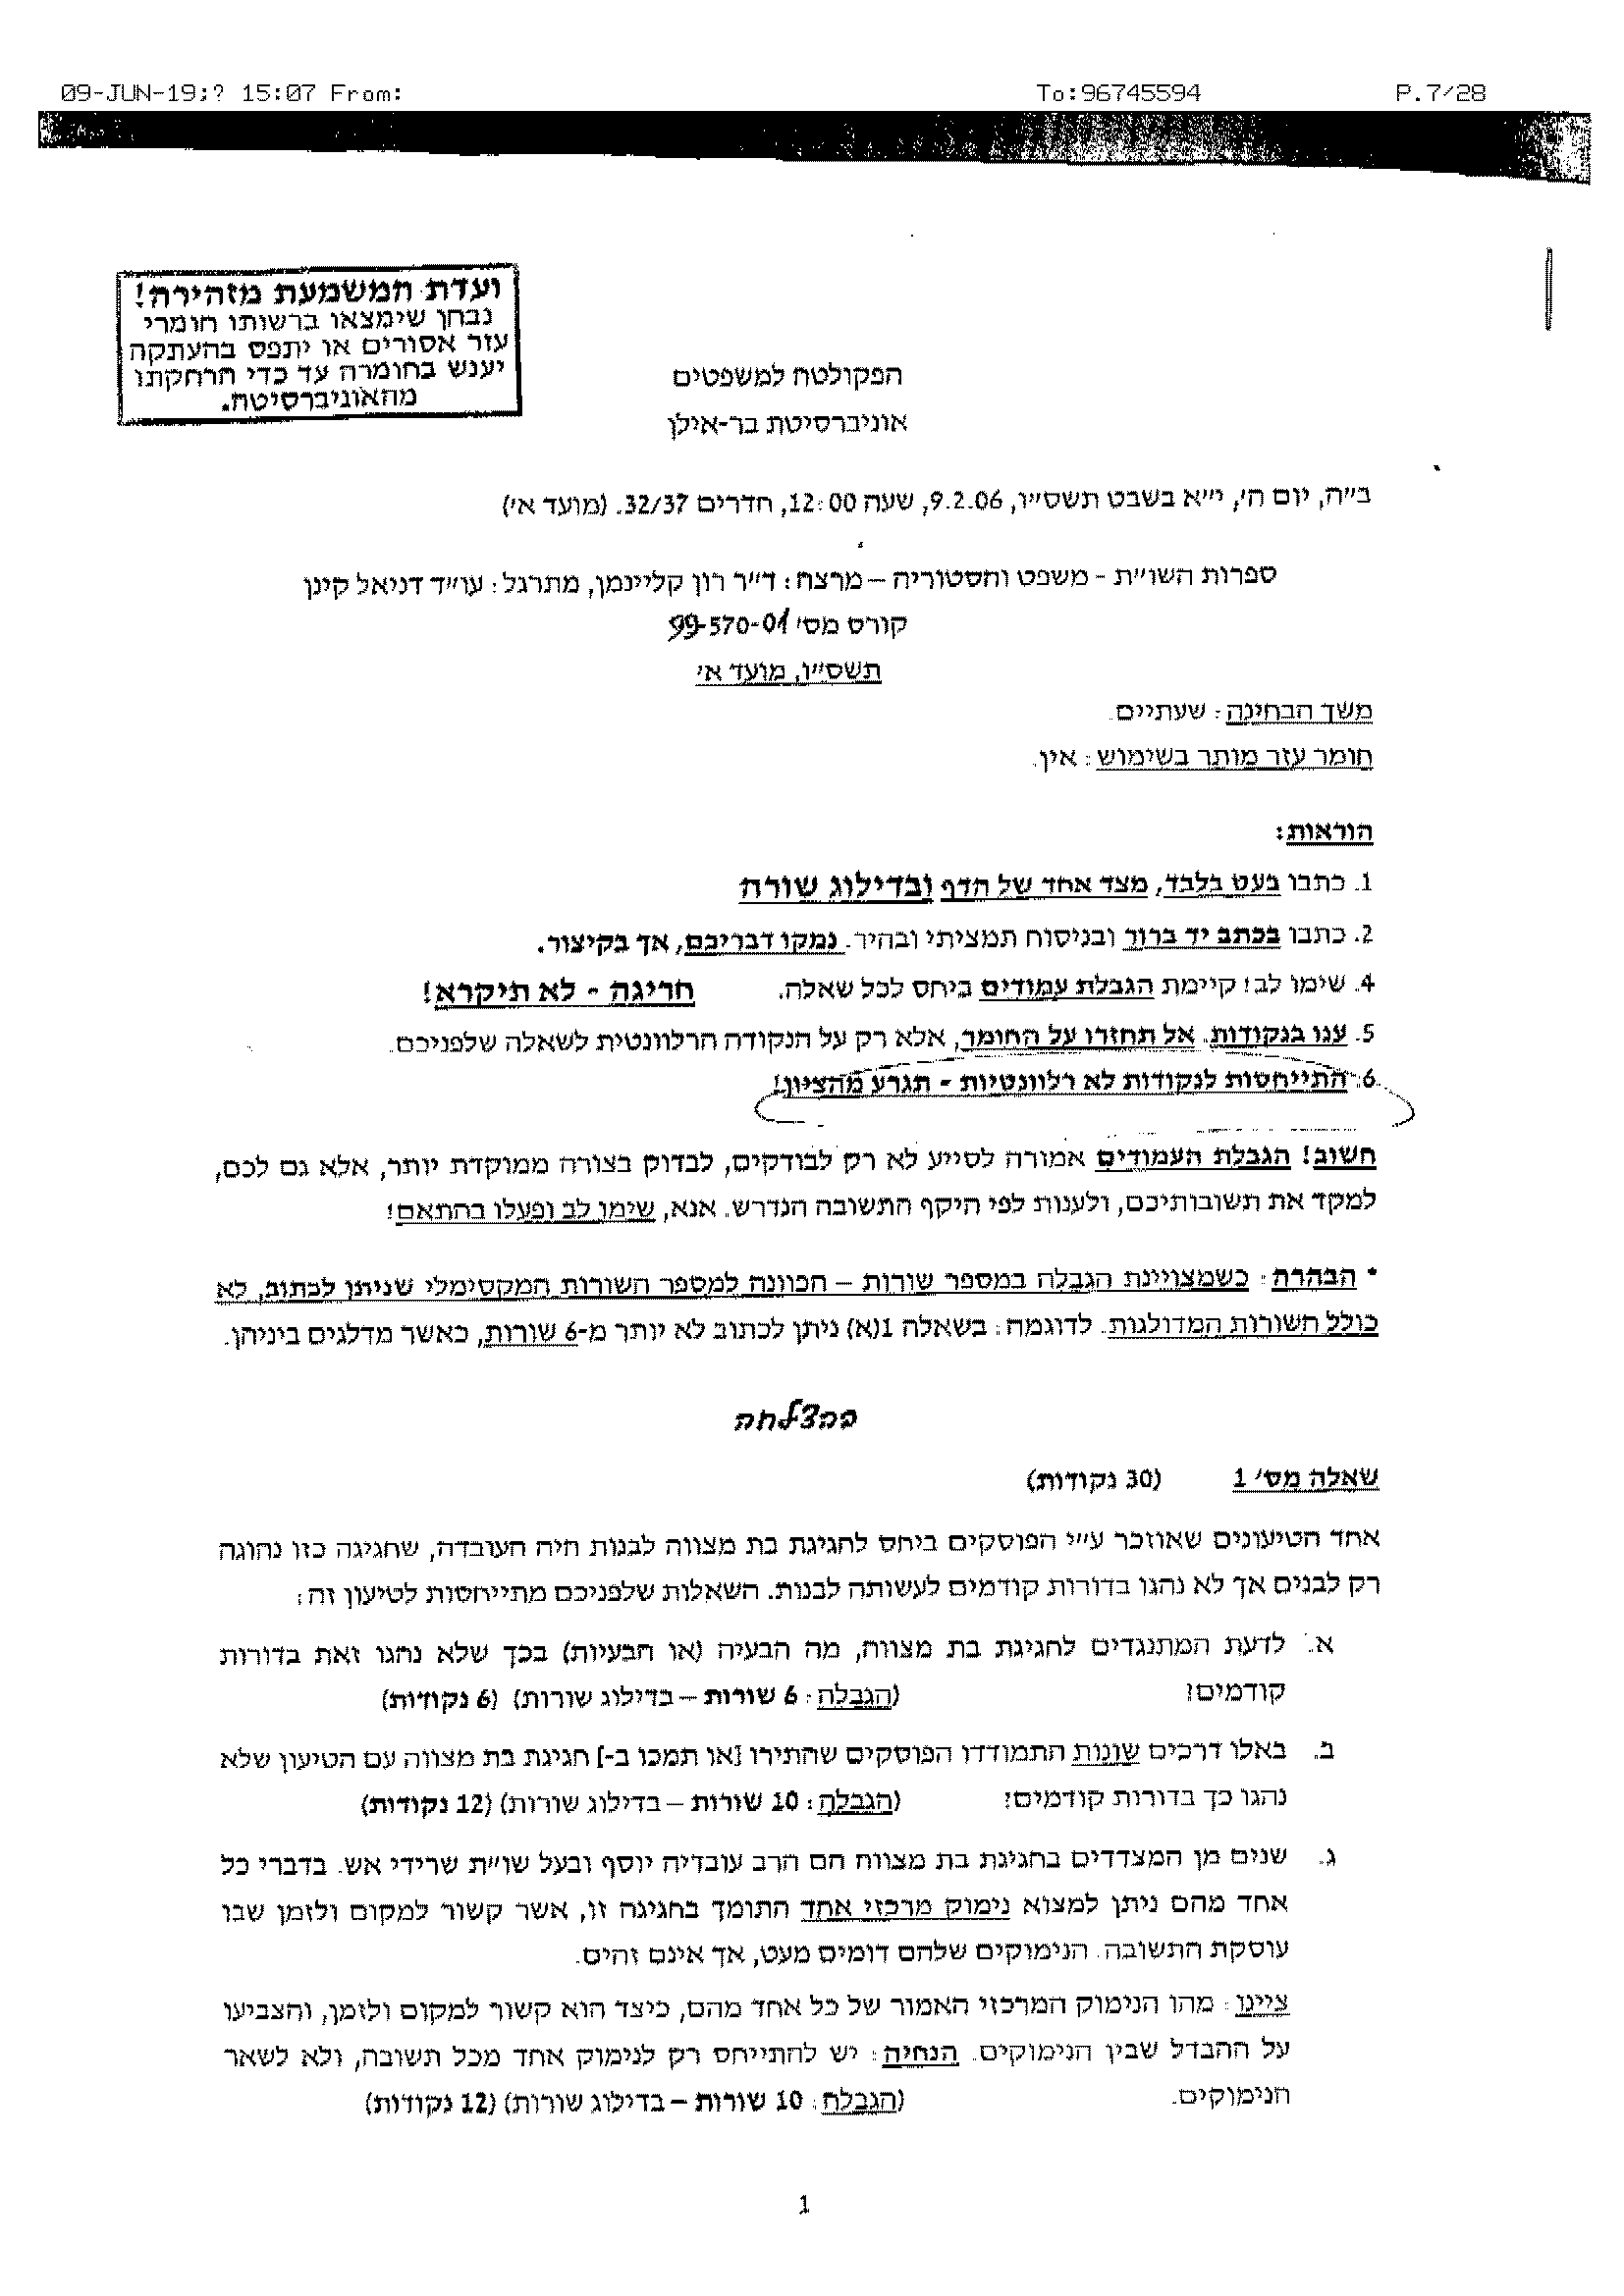 09-JUN-19;? 15:07 From: To:96745594 P.7/28
ועדת המשמעת מזהירה!
נבחן שימצאו ברשותו חומרי
עזר אסורים או יתפס בהעתקה
יענש בחומרה עד כדי הרחקתו
מהאוניברסיטה.
הפקולטה למשפטים
אוניברסיטת בר-אילן
ב״ה, יום ה׳, י״א בשבט תשס״ו, 9.2.06, שעה 12:00, חדרים 32/37. (מועד א׳)
ספרות השו״ת - משפט והסטוריה – מרצה: ד״ר רון קליינמן, מתרגל: עו״ד דניאל קינן
קורס מס׳ 99-570-01
תשס״ו, מועד א׳
משך הבחינה: שעתיים.
חומר עזר מותר בשימוש: אין.
הוראות:
1. כתבו בעט בלבד, מצד אחד של הדף ובדילוג שורה
2. כתבו בכתב יד ברור ובניסוח תמציתי ובהיר. נמקו דבריכם, אך בקיצור.
4. שימו לב! קיימת הגבלת עמודים ביחס לכל שאלה. חריגה - לא תיקרא!
5. ענו בנקודות. אל תחזרו על החומר, אלא רק על הנקודה הרלוונטית לשאלה שלפניכם.
6. התייחסות לנקודות לא רלוונטיות - תגרע מהציון!
חשוב! הגבלת העמודים אמורה לסייע לא רק לבודקים, לבדוק בצורה ממוקדת יותר, אלא גם לכם,
למקד את תשובותיכם, ולענות לפי היקף התשובה הנדרש. אנא, שימו לב ופעלו בהתאם!
* הבהרה: כשמצויינת הגבלה במספר שורות – הכוונה למספר השורות המקסימלי שניתן לכתוב, לא
כולל השורות המדולגות. לדוגמה: בשאלה 1(א) ניתן לכתוב לא יותר מ-6 שורות, כאשר מדלגים ביניהן.
בהצלחה
שאלה מס׳ 1 (30 נקודות)
אחד הטיעונים שאוזכר ע״י הפוסקים ביחס לחגיגת בת מצווה לבנות היה העובדה, שחגיגה כזו נהוגה
רק לבנים אך לא נהגו בדורות קודמים לעשותה לבנות. השאלות שלפניכם מתייחסות לטיעון זה:
א. לדעת המתנגדים לחגיגת בת מצווה, מה הבעיה (או הבעיות) בכך שלא נהגו זאת בדורות
קודמים? (הגבלה: 6 שורות – בדילוג שורות) (6 נקודות)
ב. באלו דרכים שונות התמודדו הפוסקים שהתירו [או תמכו ב-] חגיגת בת מצווה עם הטיעון שלא
נהגו כך בדורות קודמים? (הגבלה: 10 שורות – בדילוג שורות) (12 נקודות)
ג. שנים מן המצדדים בחגיגת בת מצווה הם הרב עובדיה יוסף ובעל שו״ת שרידי אש. בדברי כל
אחד מהם ניתן למצוא נימוק מרכזי אחד התומך בחגיגה זו, אשר קשור למקום ולזמן שבו
עוסקת התשובה. הנימוקים שלהם דומים מעט, אך אינם זהים.
ציינו: מהו הנימוק המרכזי האמור של כל אחד מהם, כיצד הוא קשור למקום ולזמן, והצביעו
על ההבדל שבין הנימוקים. הנחיה: יש להתייחס רק לנימוק אחד מכל תשובה, ולא לשאר
הנימוקים. (הגבלה: 10 שורות – בדילוג שורות) (12 נקודות)
1